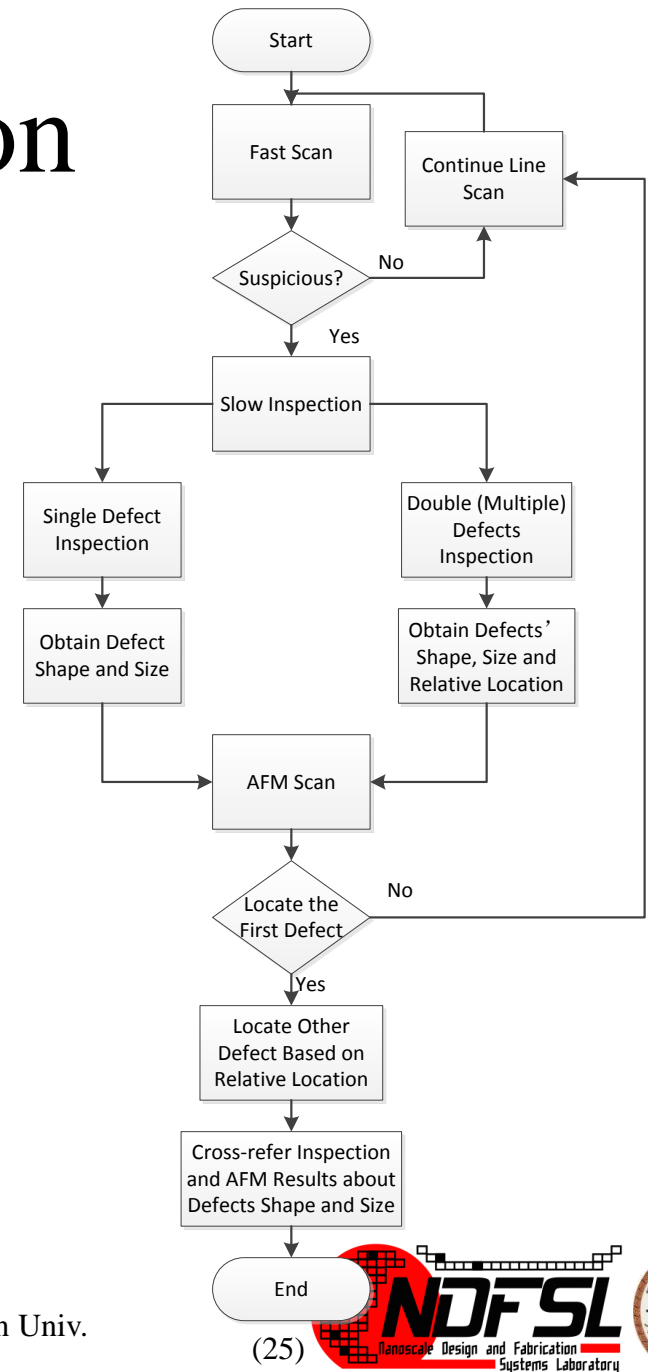 on
Start
Fast Scan
Continue Line
Scan
Suspicious?
No
Yes
Slow Inspection
Single Defect
Inspection
Double (Multiple)
Defects
Inspection
Obtain Defect
Shape and Size
Obtain Defects’
Shape, Size and
Relative Location
AFM Scan
Locate the
First Defect
No
Yes
Locate Other
Defect Based on
Relative Location
Cross-refer Inspection
and AFM Results about
Defects Shape and Size
End
n Univ.
(25)
NDFSL
Nanoscale Design and Fabrication
Systems Laboratory